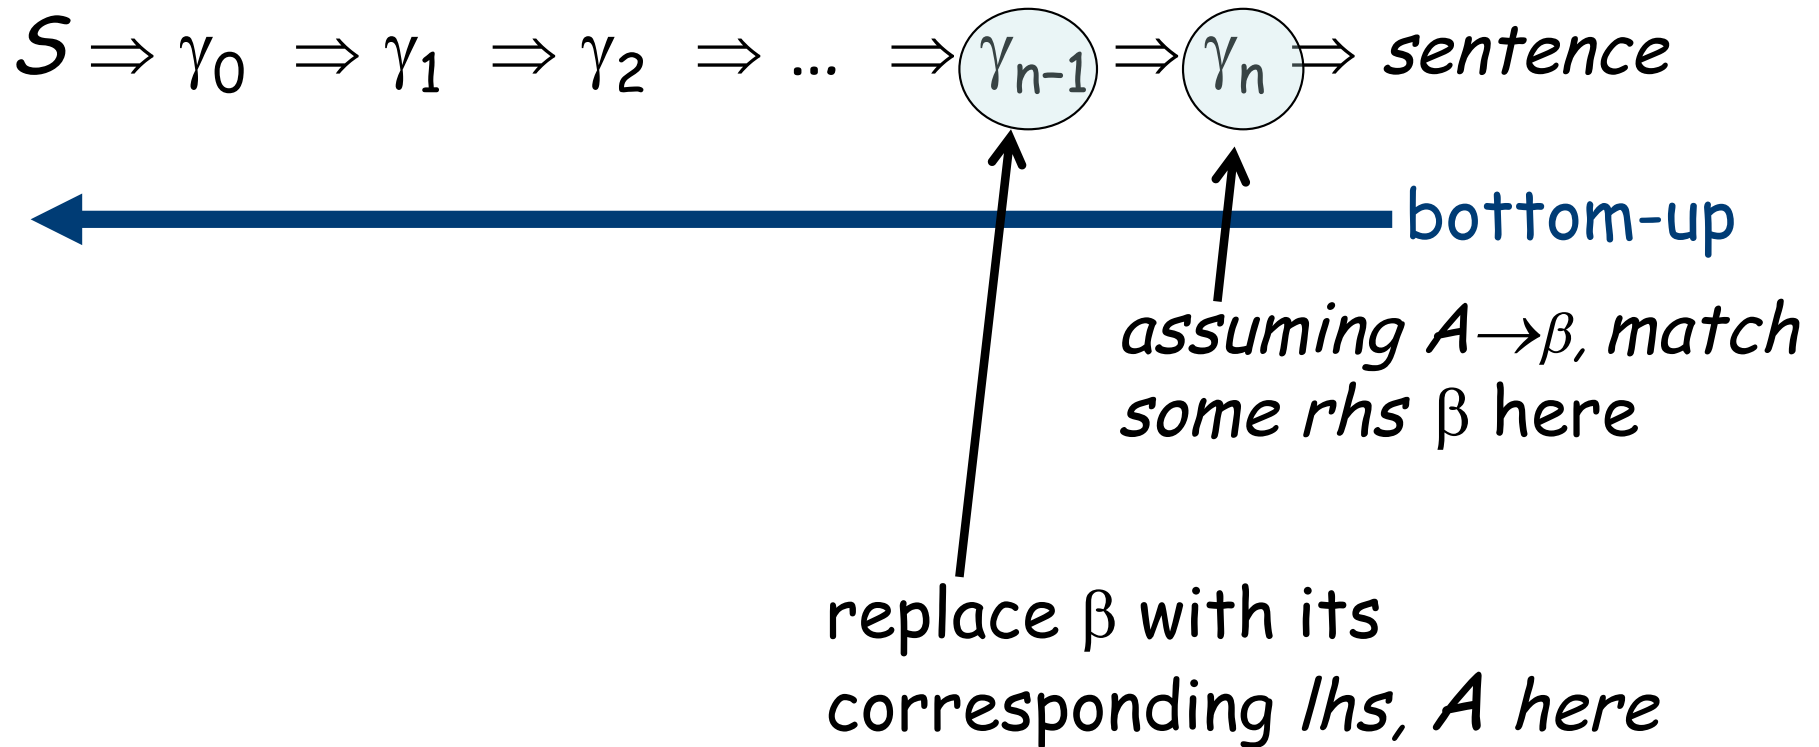 S ⇒ γ0 ⇒ γ1 ⇒ γ2 ⇒ ... ⇒ γn-1 ⇒ γn ⇒ sentence
bottom-up
assuming A→β, match
some rhs β here
replace β with its
corresponding lhs, A here